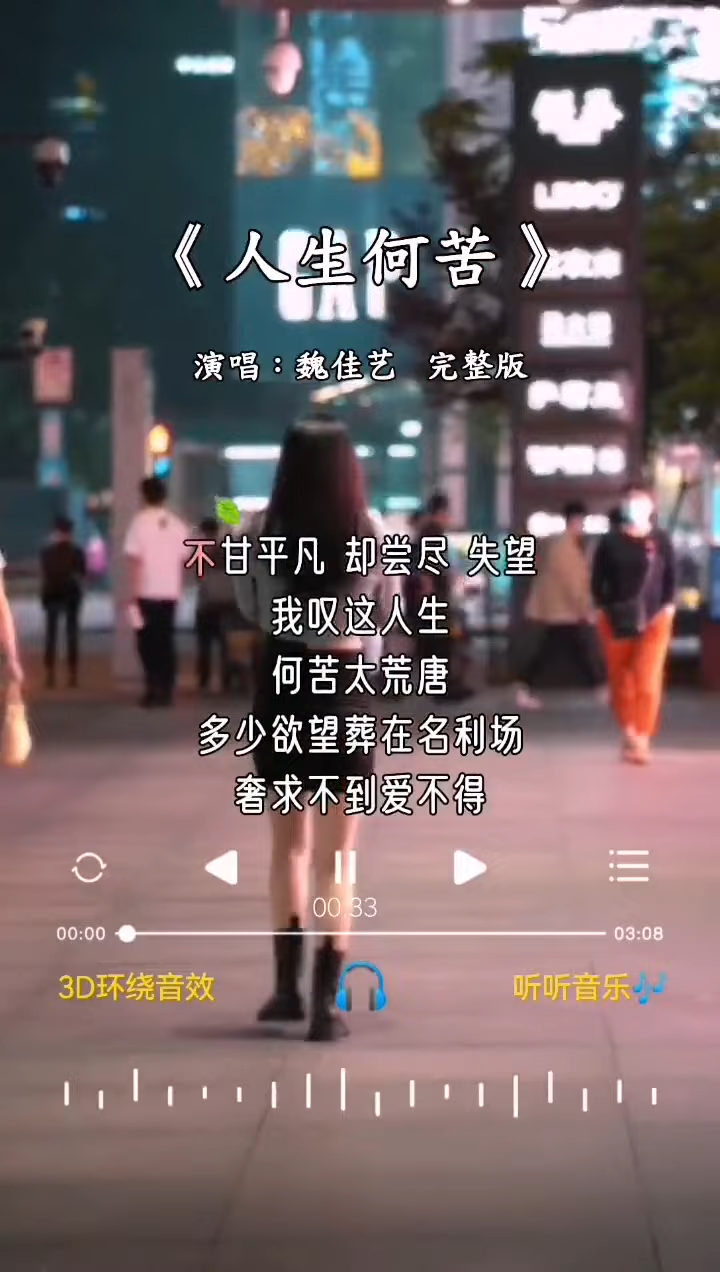 《人生何苦》
演唱：魏佳艺 完整版
不甘平凡 却尝尽 失望
我叹这人生
何苦太荒唐
多少欲望葬在名利场
奢求不到爱不得
00:33
00:00 03:08
3D环绕音效 听听音乐